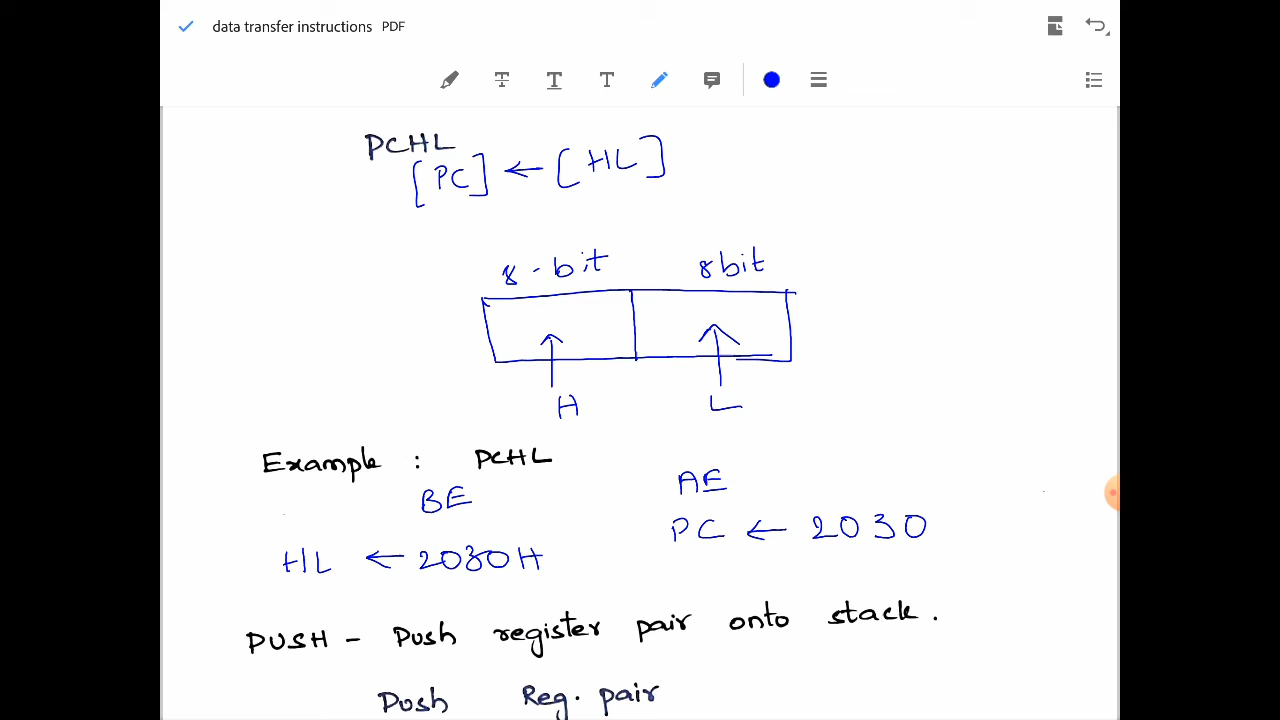 data transfer instructions PDF
PCHL
[PC] ← [HL]
8-bit 8bit
H L
Example : PCHL
BE AE
HL ← 2030H PC ← 2030
PUSH - Push register pair onto stack.
Push Reg. pair